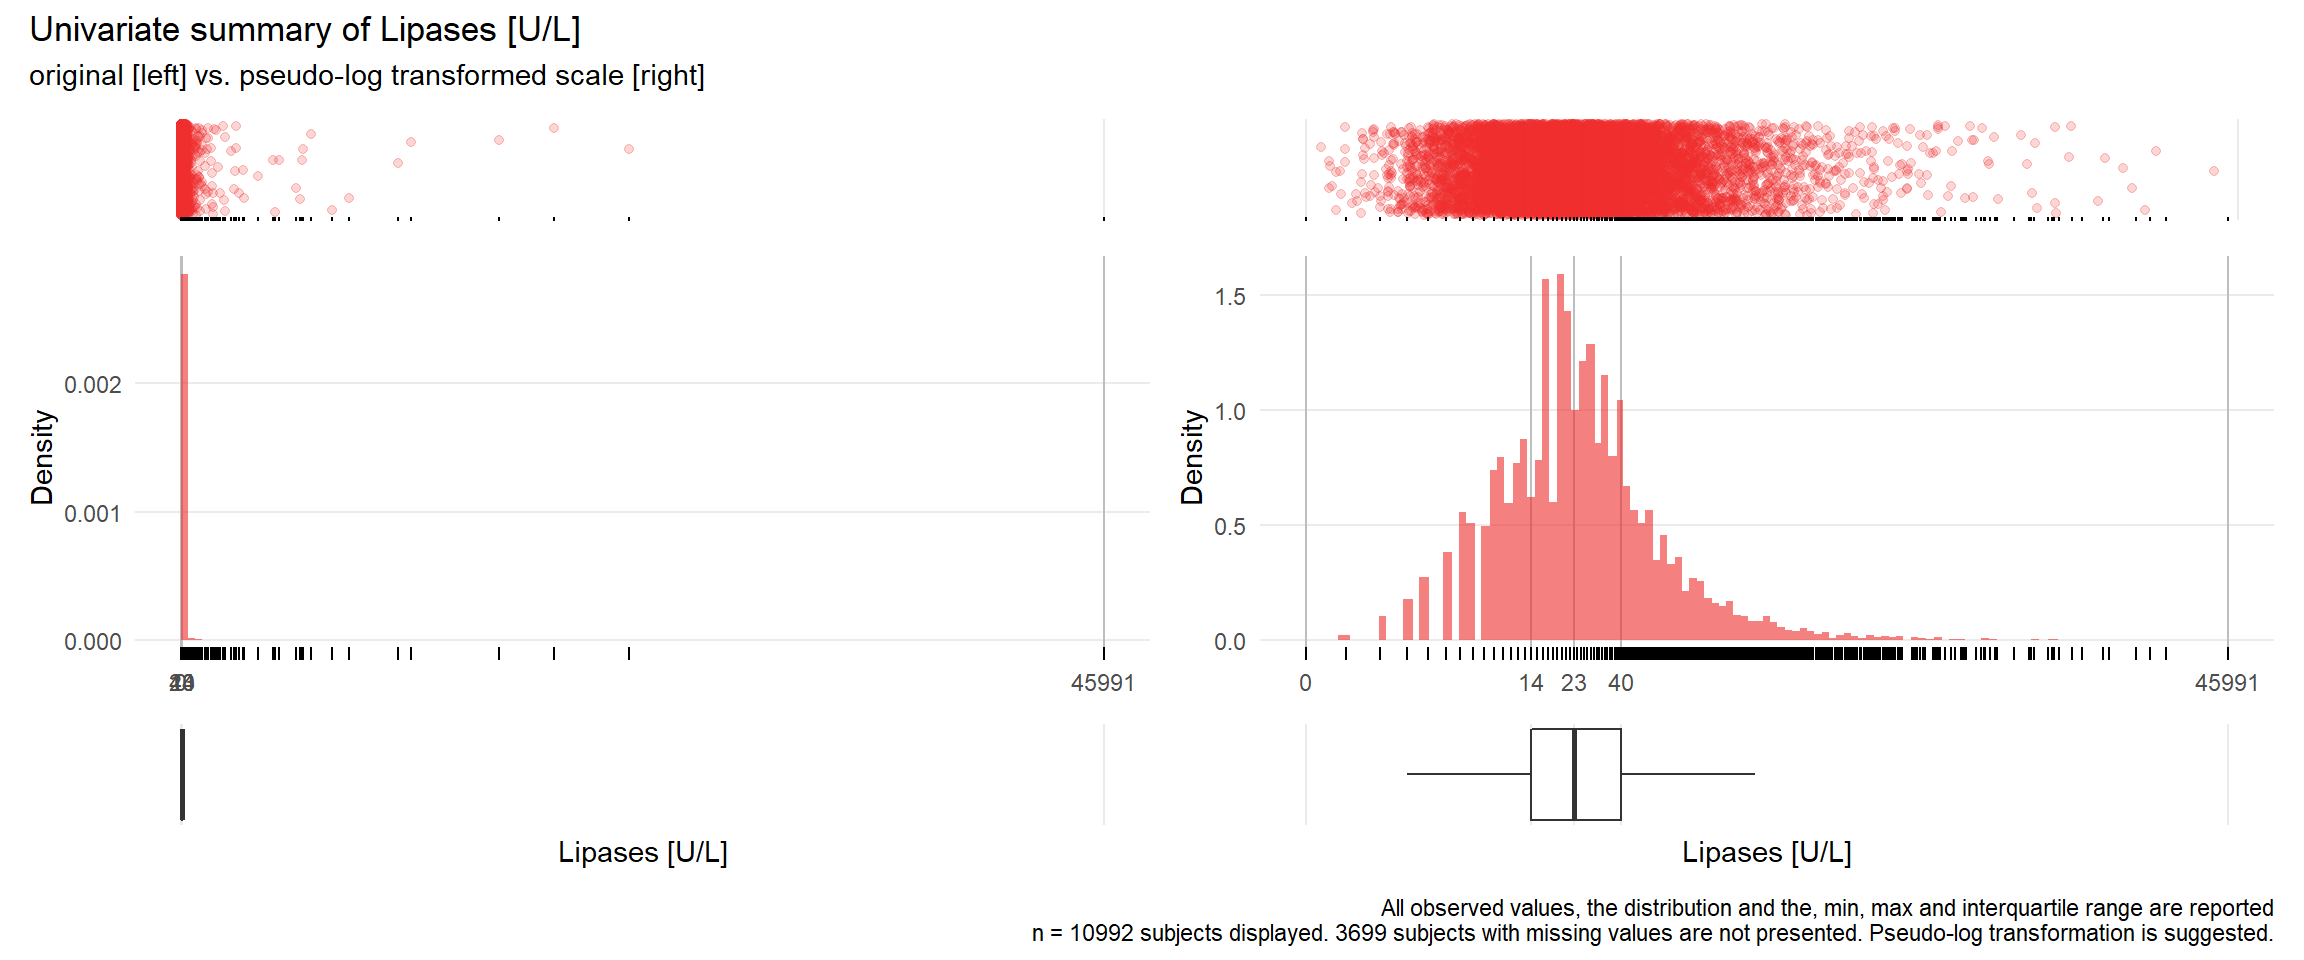 Univariate summary of Lipases [U/L]
original [left] vs. pseudo-log transformed scale [right]
Density
0.002
0.001
0.000
45991
Lipases [U/L]
Density
1.5
1.0
0.5
0.0
0 14 23 40 45991
Lipases [U/L]
All observed values, the distribution and the, min, max and interquartile range are reported
n = 10992 subjects displayed. 3699 subjects with missing values are not presented. Pseudo-log transformation is suggested.